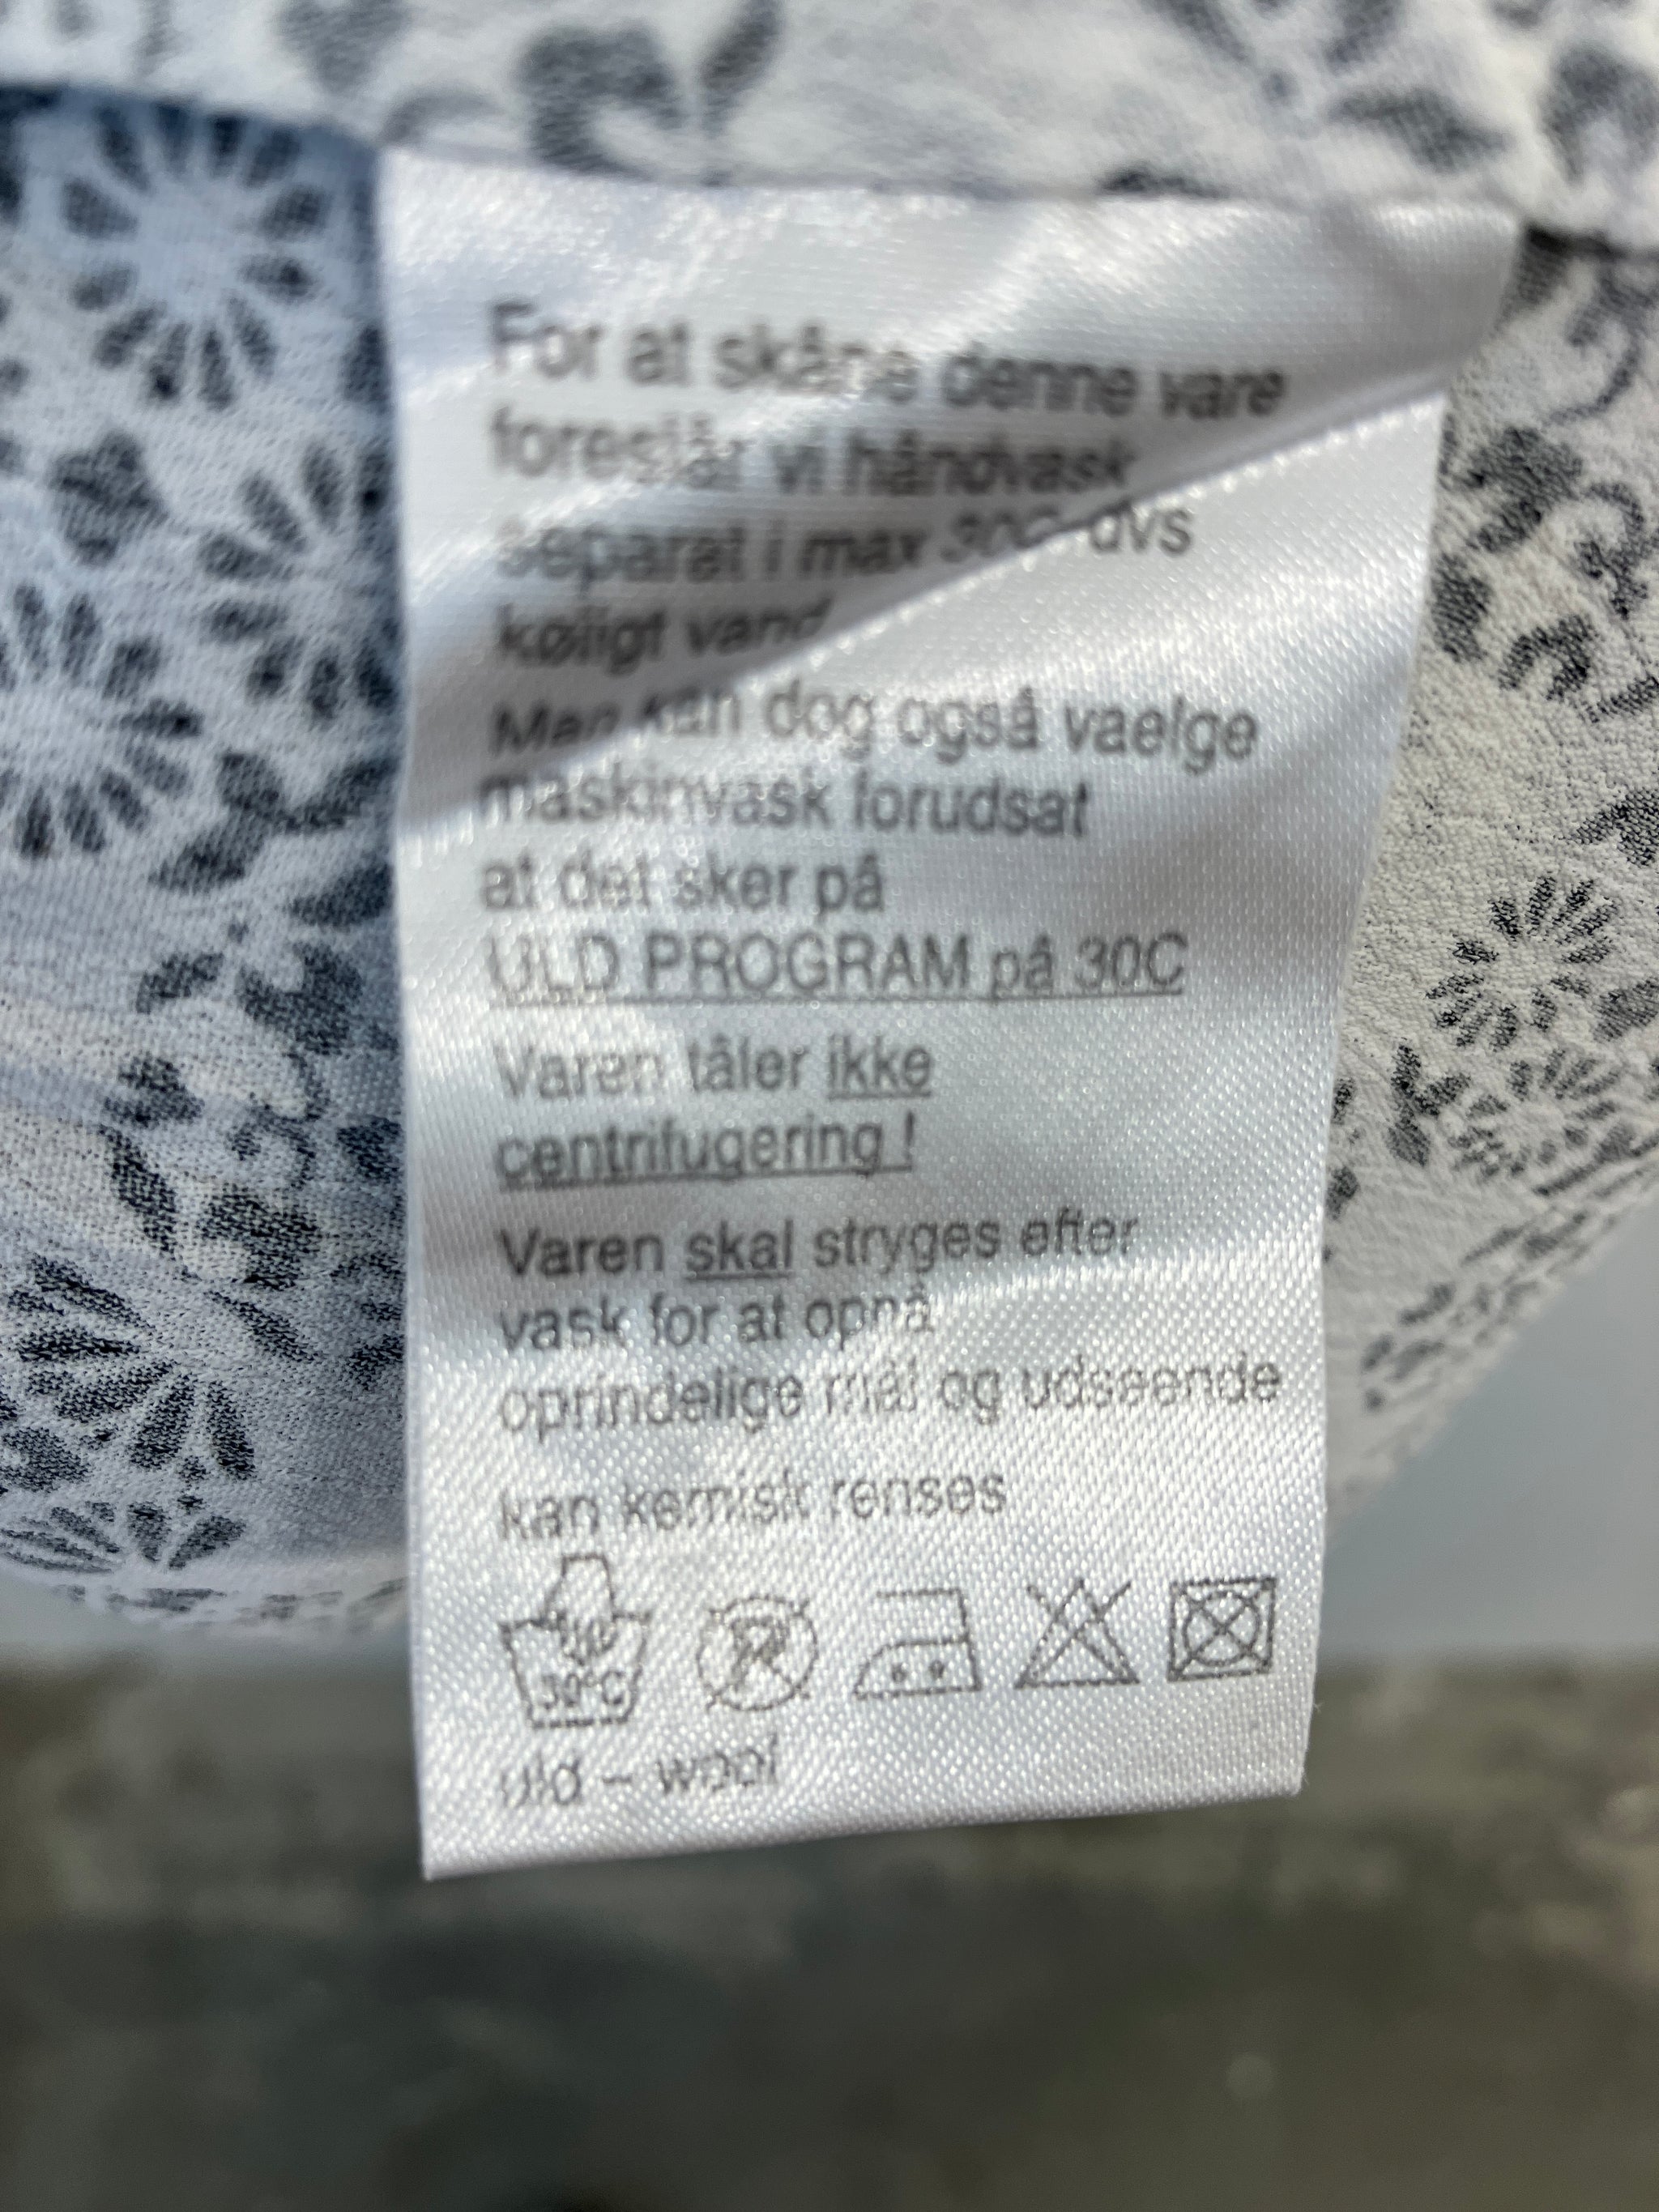 For at skåne denne vare
foreslår vi håndvask
separat i max 30C dvs
køligt vand
Man kan dog også vaelge
maskinvask forudsat
at det sker på
ULD PROGRAM på 30C
Varen tåler ikke
centrifugering !
Varen skal stryges efter
vask for at opnå
oprindelige mål og udseende
kan kemisk renses
30°C
uld - wool